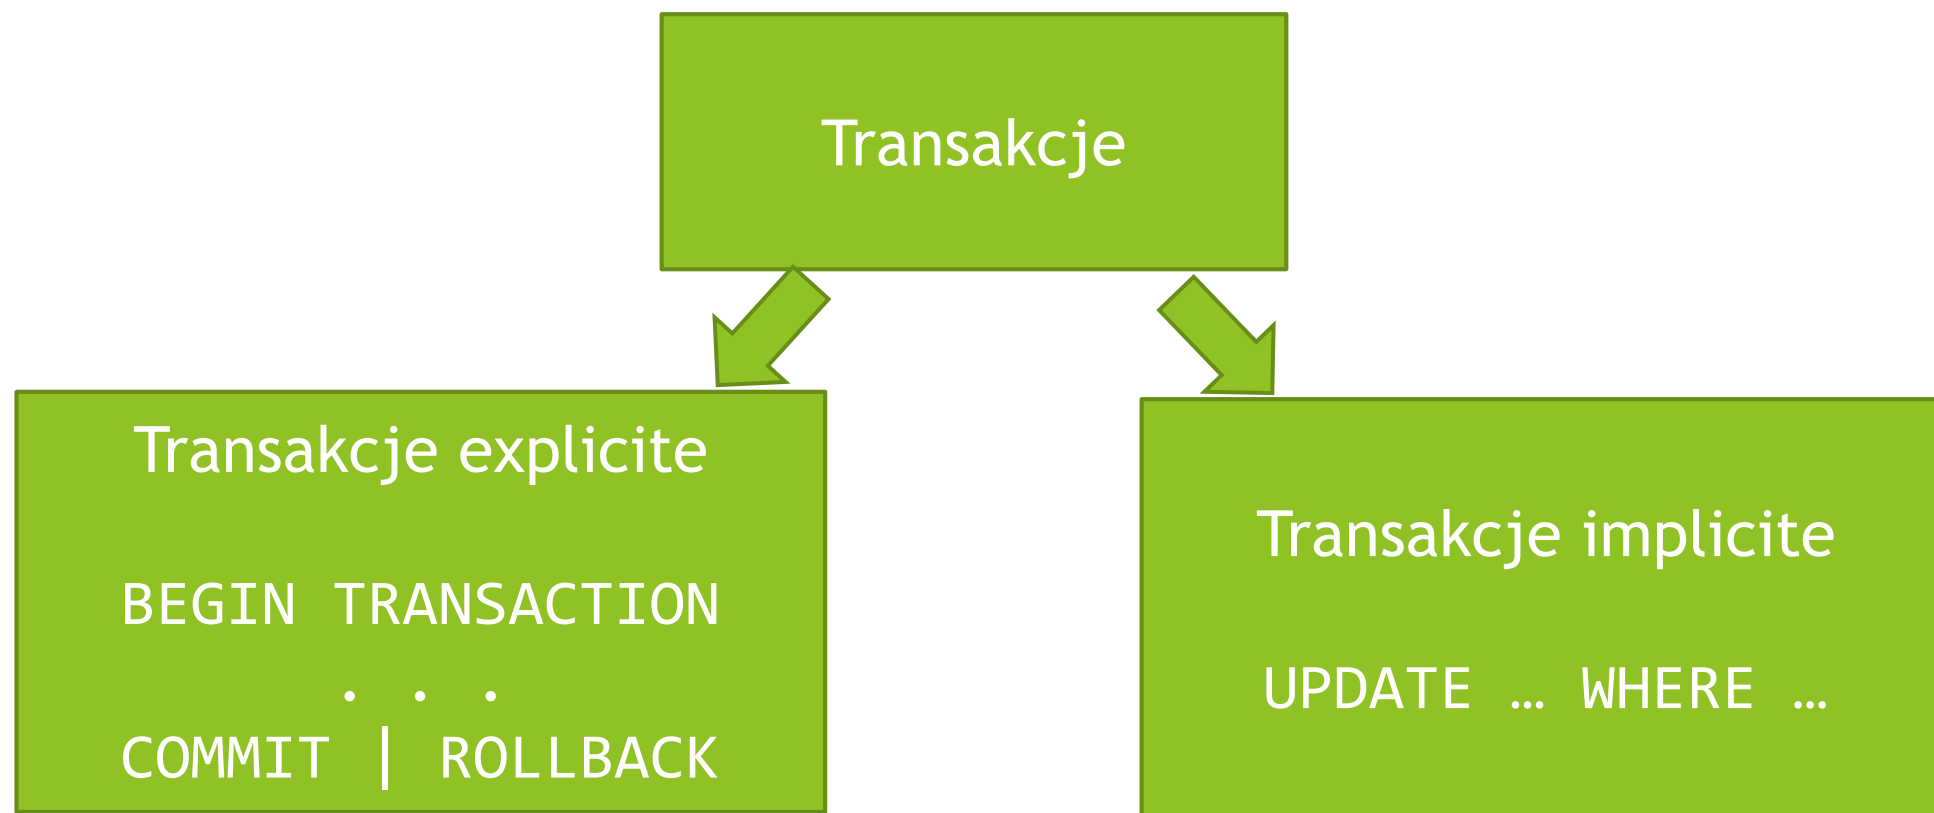 Transakcje
Transakcje explicite
BEGIN TRANSACTION
. . .
COMMIT | ROLLBACK
Transakcje implicite
UPDATE … WHERE …